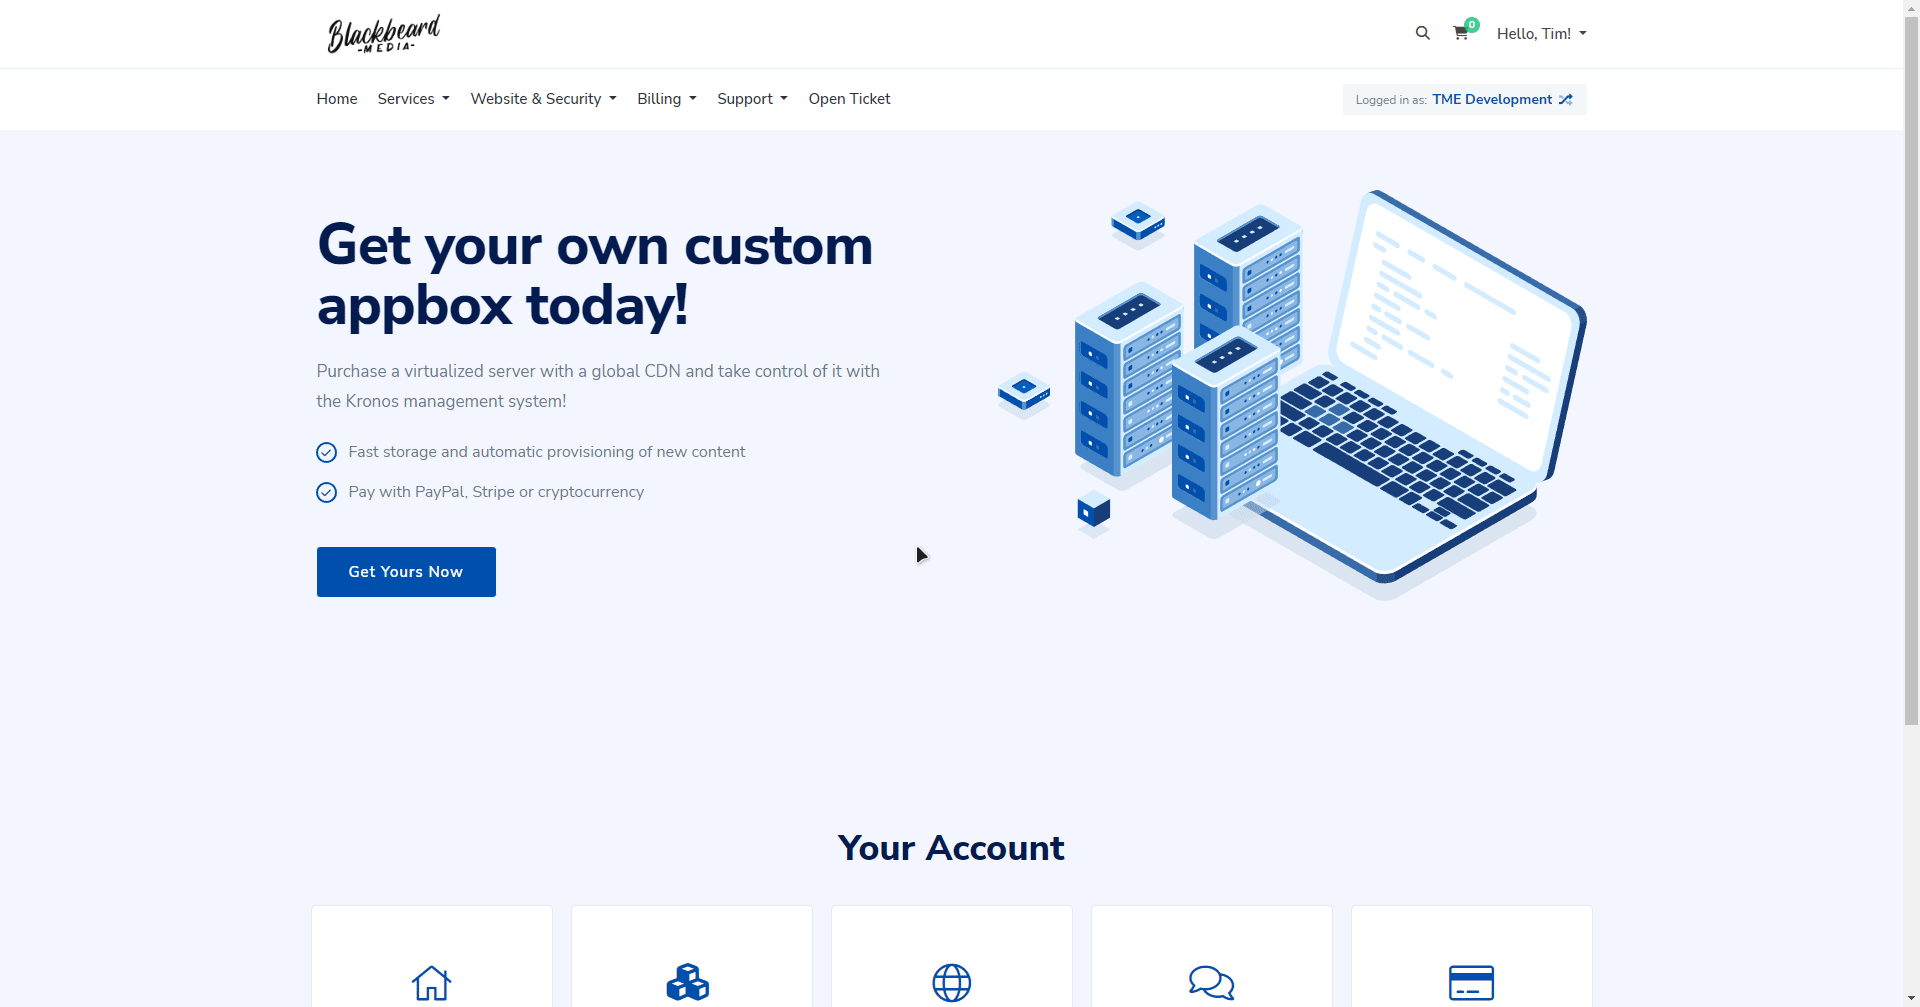 Blackbeard
-MEDIA-
0
Hello, Tim!
Home Services Website & Security Billing Support Open Ticket
Logged in as: TME Development
Get your own custom
appbox today!
Purchase a virtualized server with a global CDN and take control of it with
the Kronos management system!
Fast storage and automatic provisioning of new content
Pay with PayPal, Stripe or cryptocurrency
Get Yours Now
Your Account